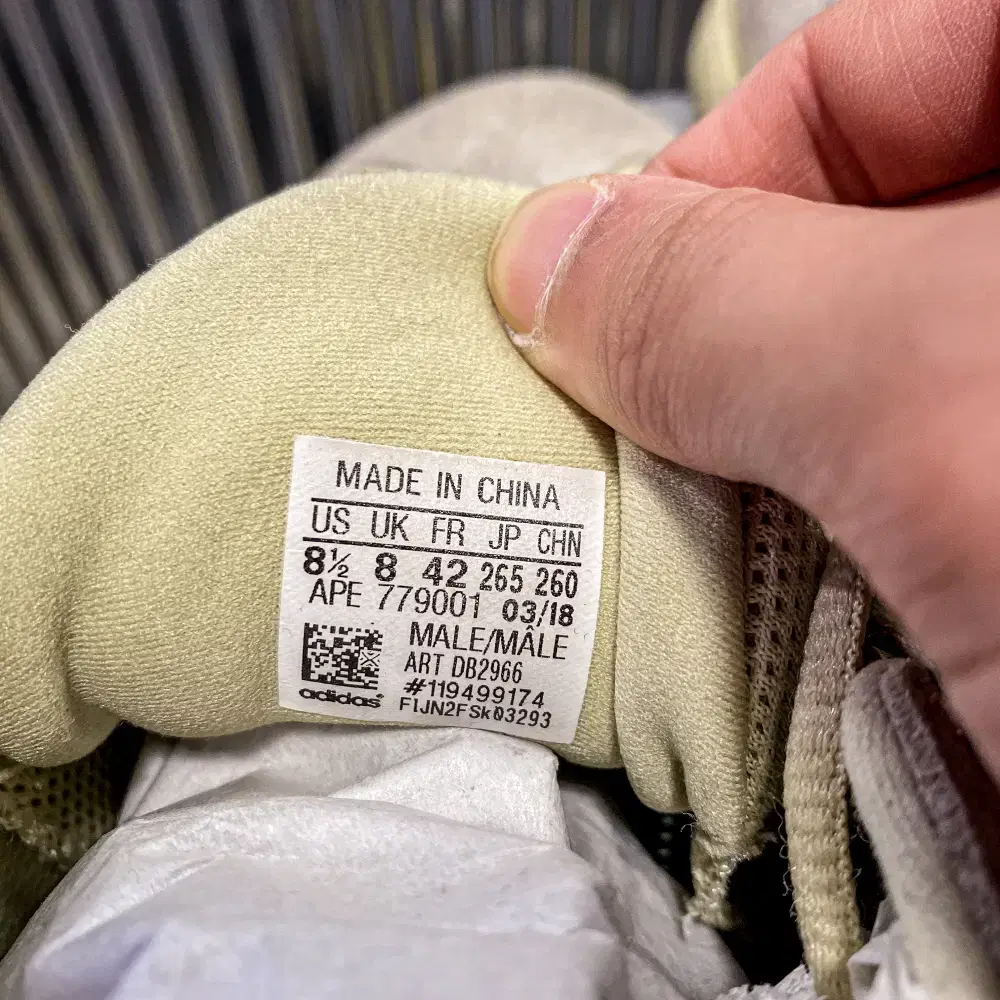 MADE IN CHINA
US UK FR JP CHN
8½ 8 42 265 260
APE 779001 03/18
MALE/MÂLE
ART DB2966
#119499174
adidas
F1JN2FSk03293